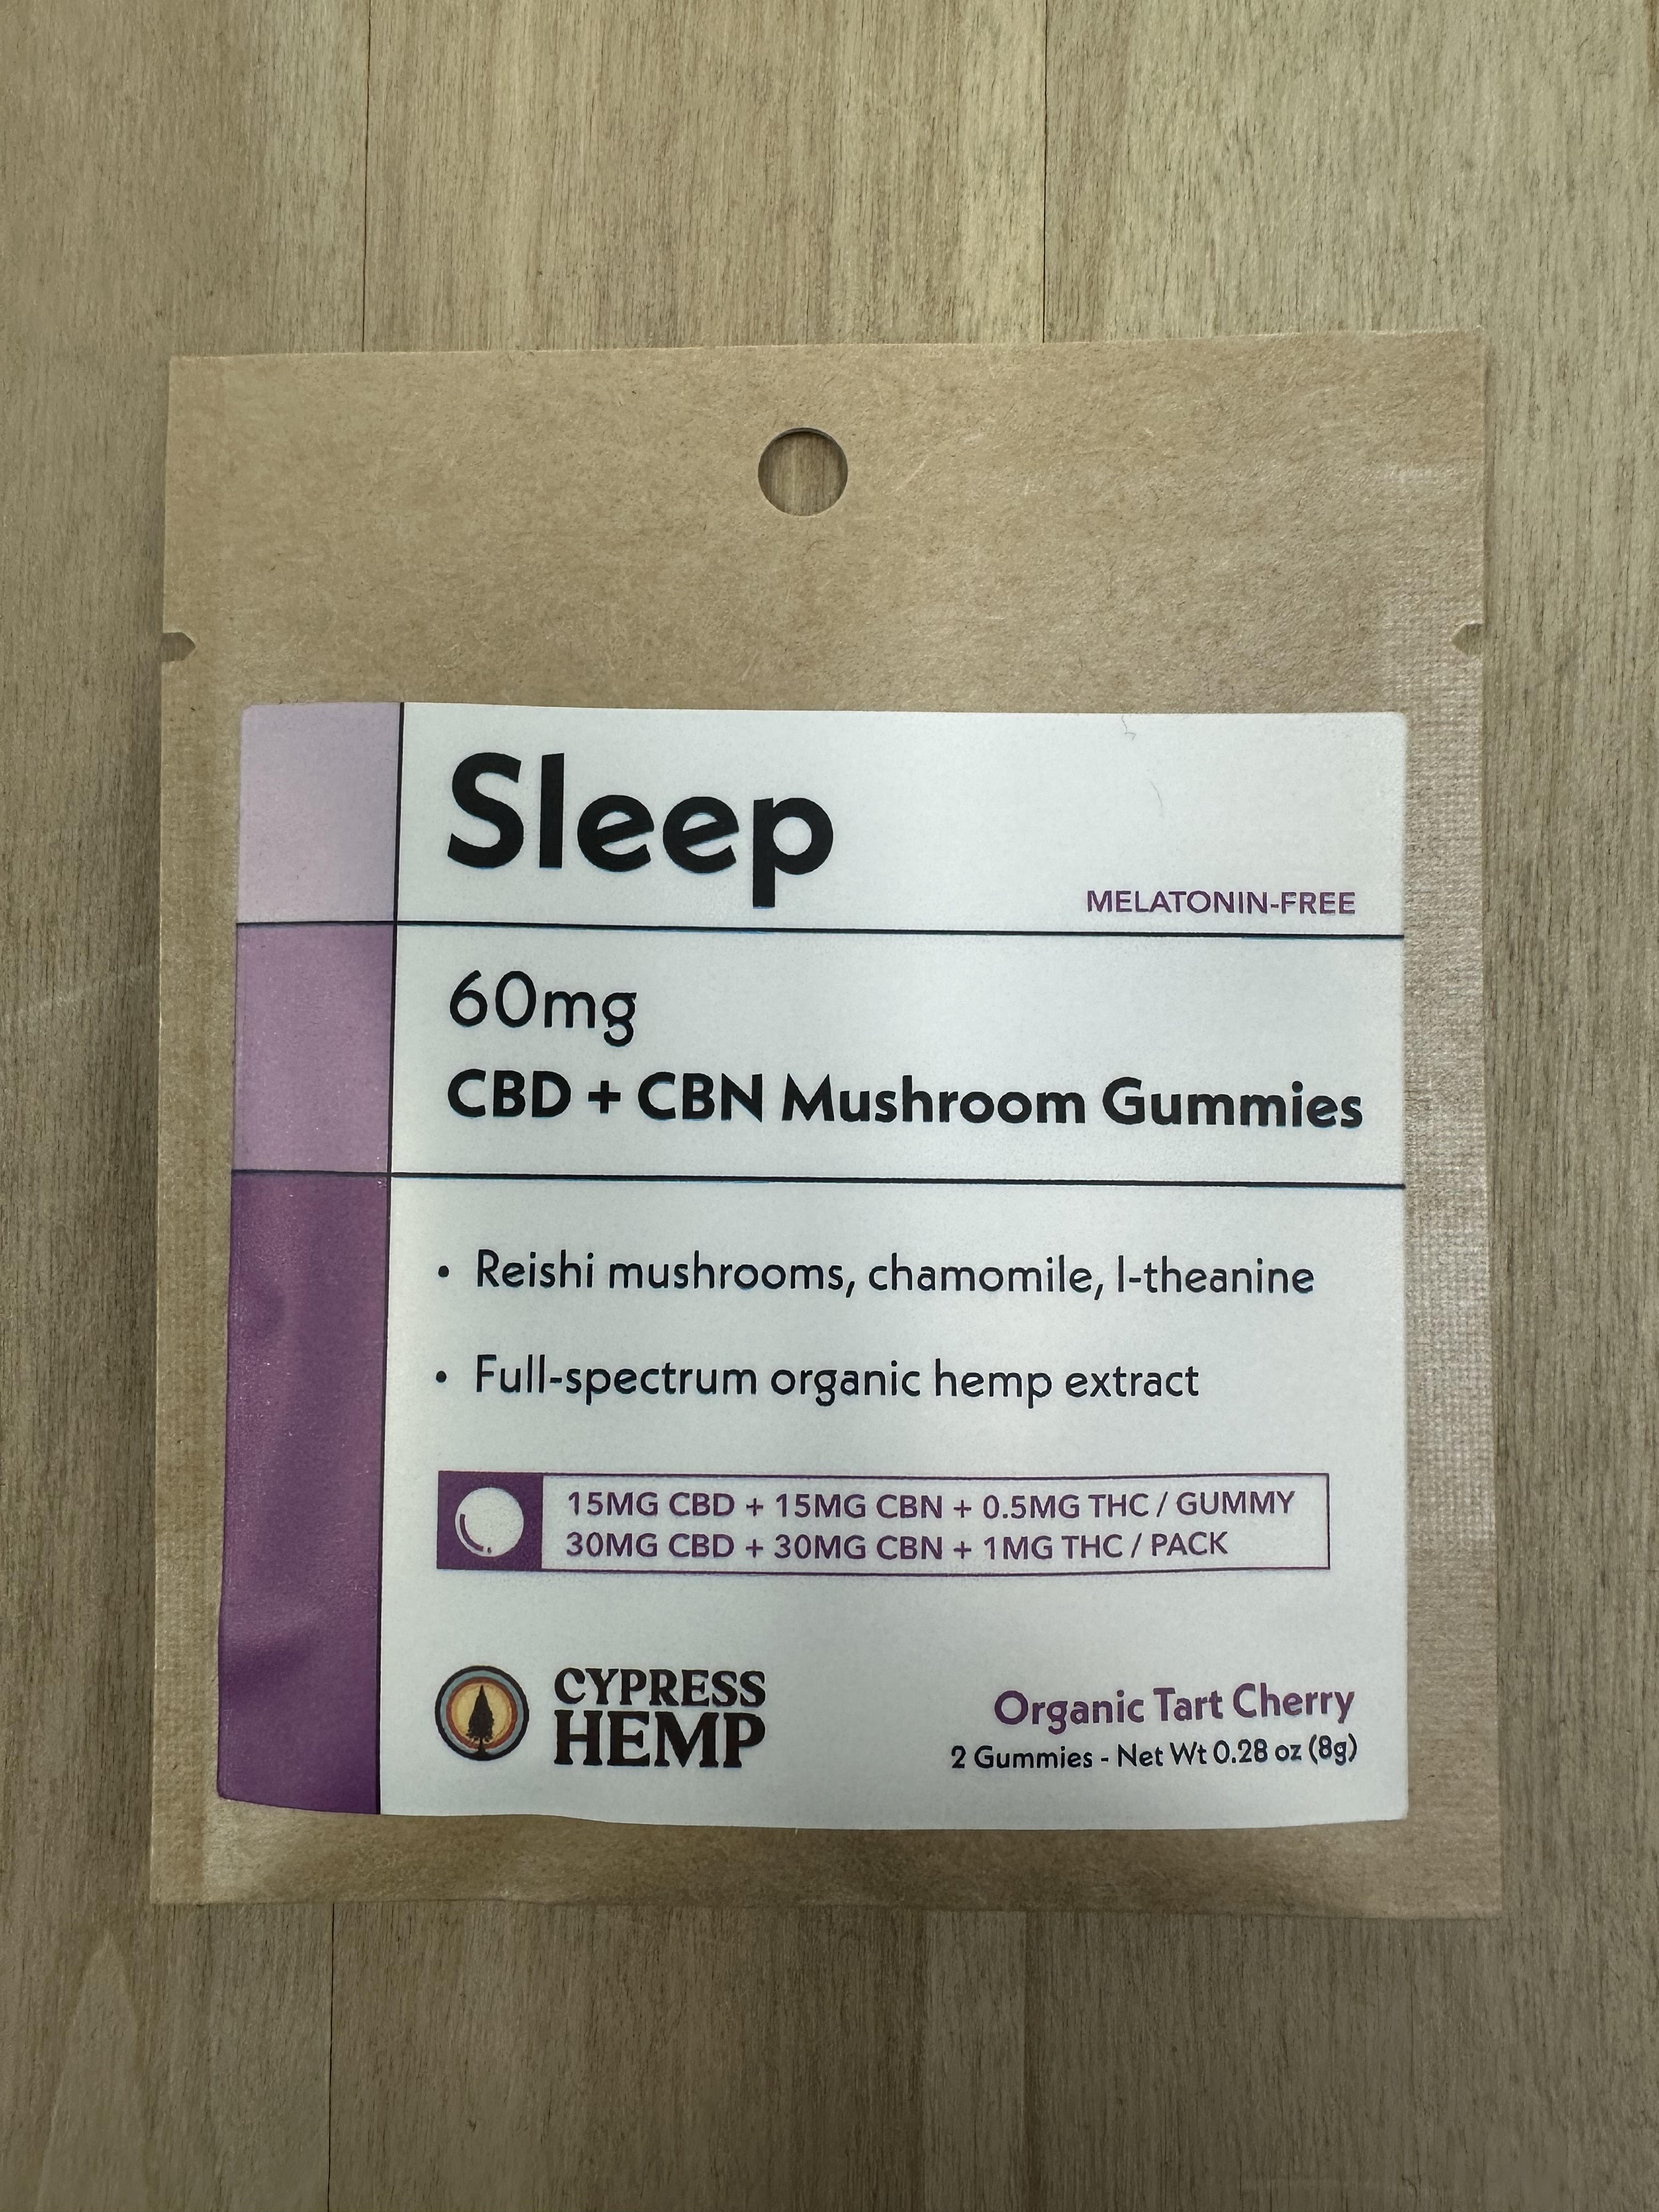 Sleep
MELATONIN-FREE
60mg
CBD + CBN Mushroom Gummies
• Reishi mushrooms, chamomile, l-theanine
• Full-spectrum organic hemp extract
15MG CBD + 15MG CBN + 0.5MG THC / GUMMY
30MG CBD + 30MG CBN + 1MG THC / PACK
CYPRESS
HEMP
Organic Tart Cherry
2 Gummies - Net Wt 0.28 oz (8g)